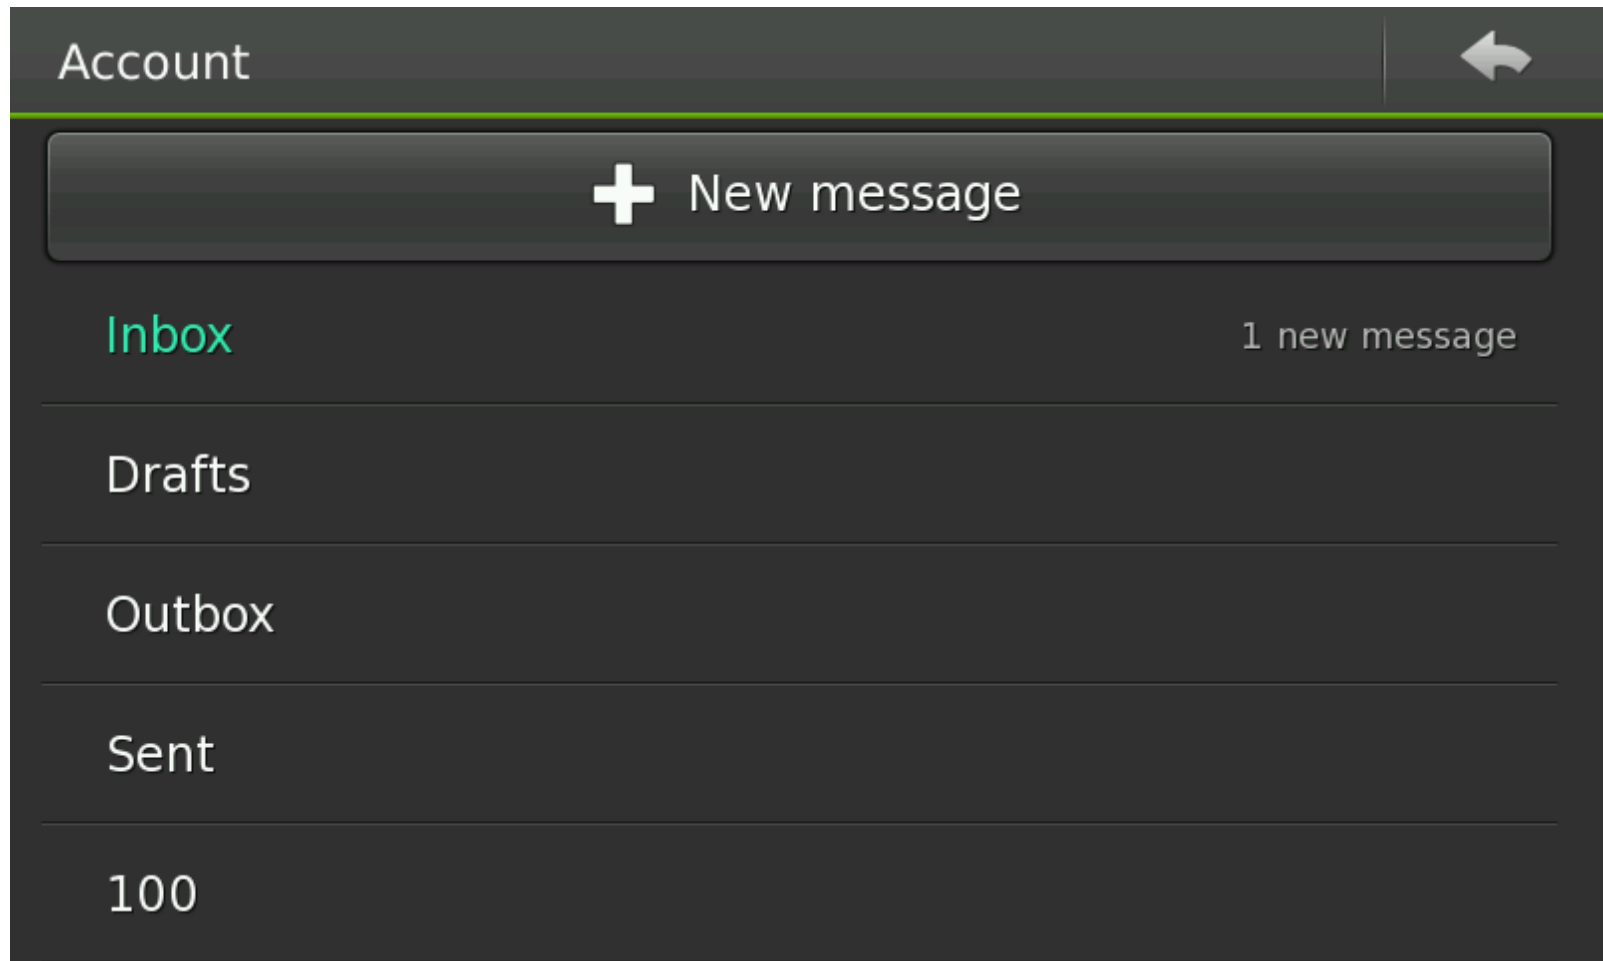 Account
New message
Inbox 1 new message
Drafts
Outbox
Sent
100